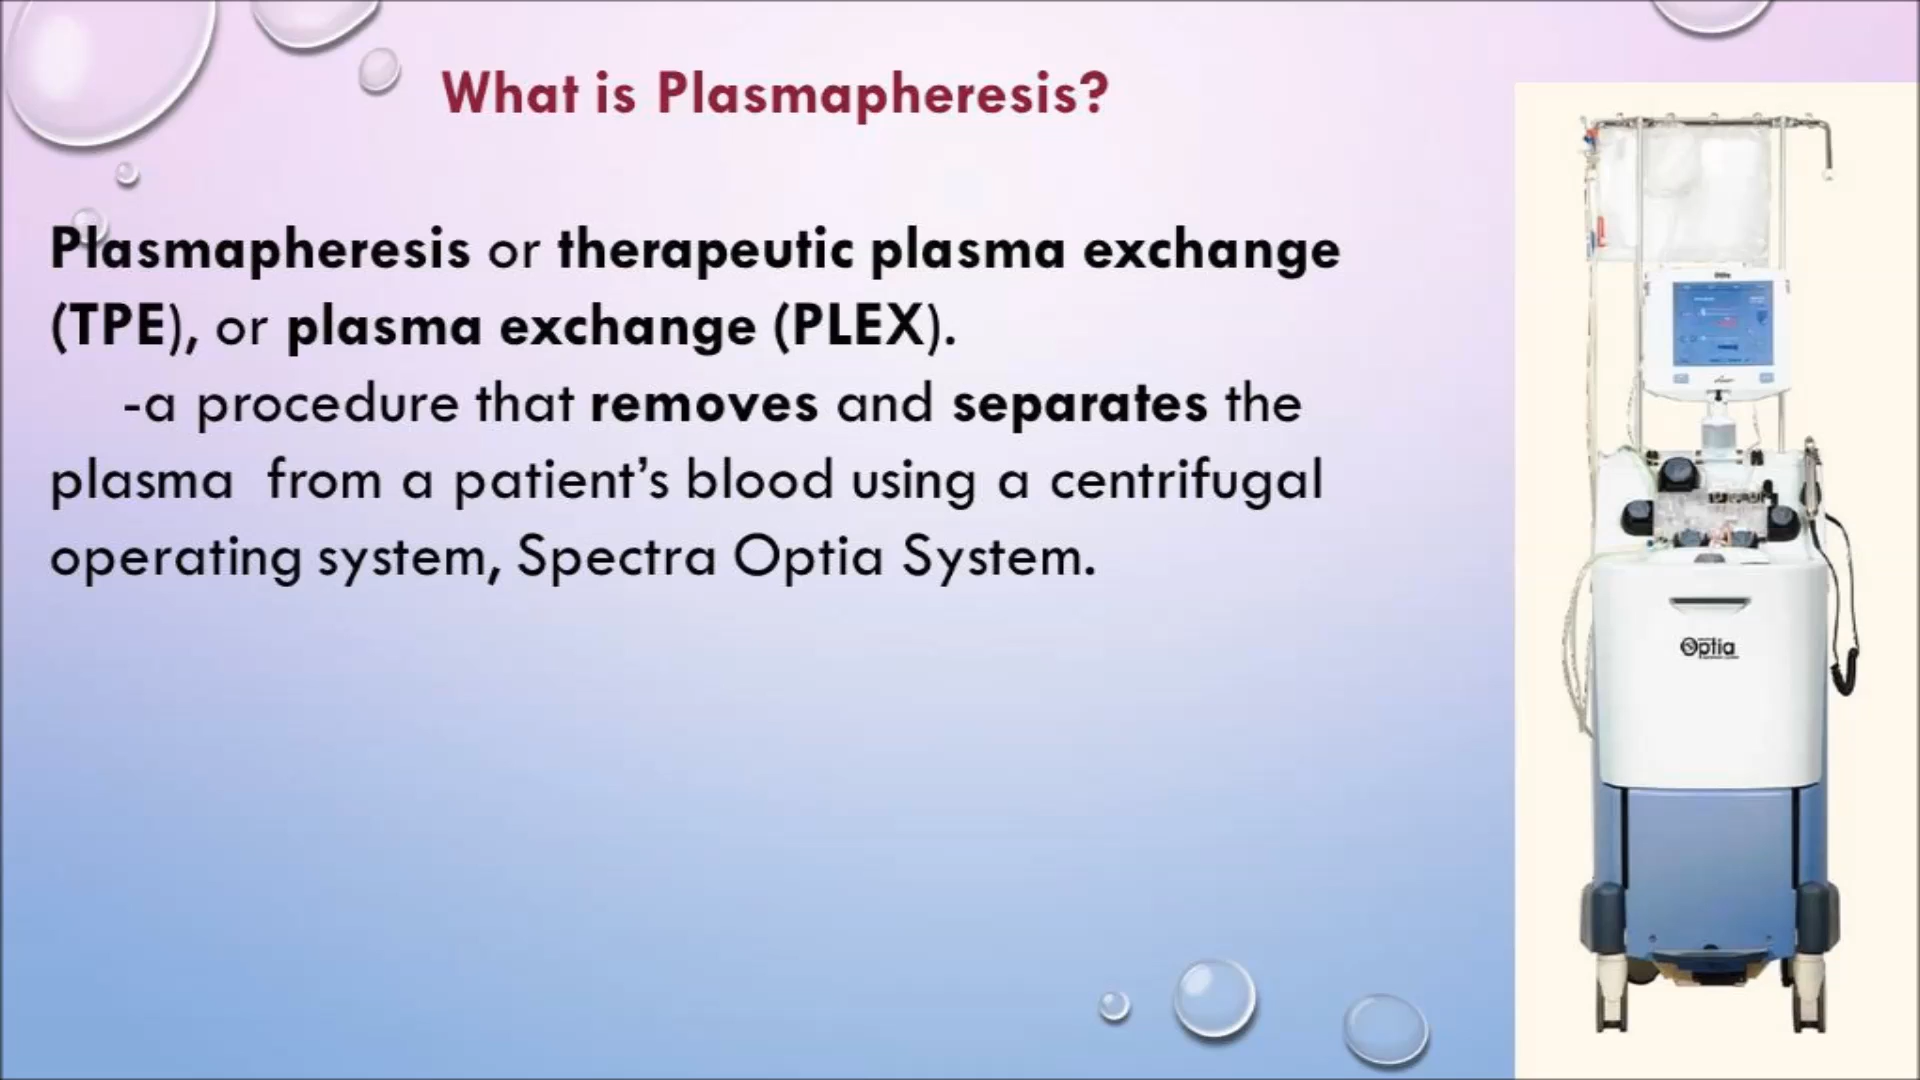 What is Plasmapheresis?
Plasmapheresis or therapeutic plasma exchange
(TPE), or plasma exchange (PLEX).
-a procedure that removes and separates the
plasma from a patient’s blood using a centrifugal
operating system, Spectra Optia System.
Optia